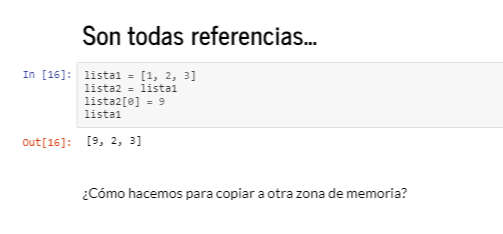 Son todas referencias...
In [16]: lista1 = [1, 2, 3]
lista2 = lista1
lista2[0] = 9
lista1
Out[16]: [9, 2, 3]
¿Cómo hacemos para copiar a otra zona de memoria?